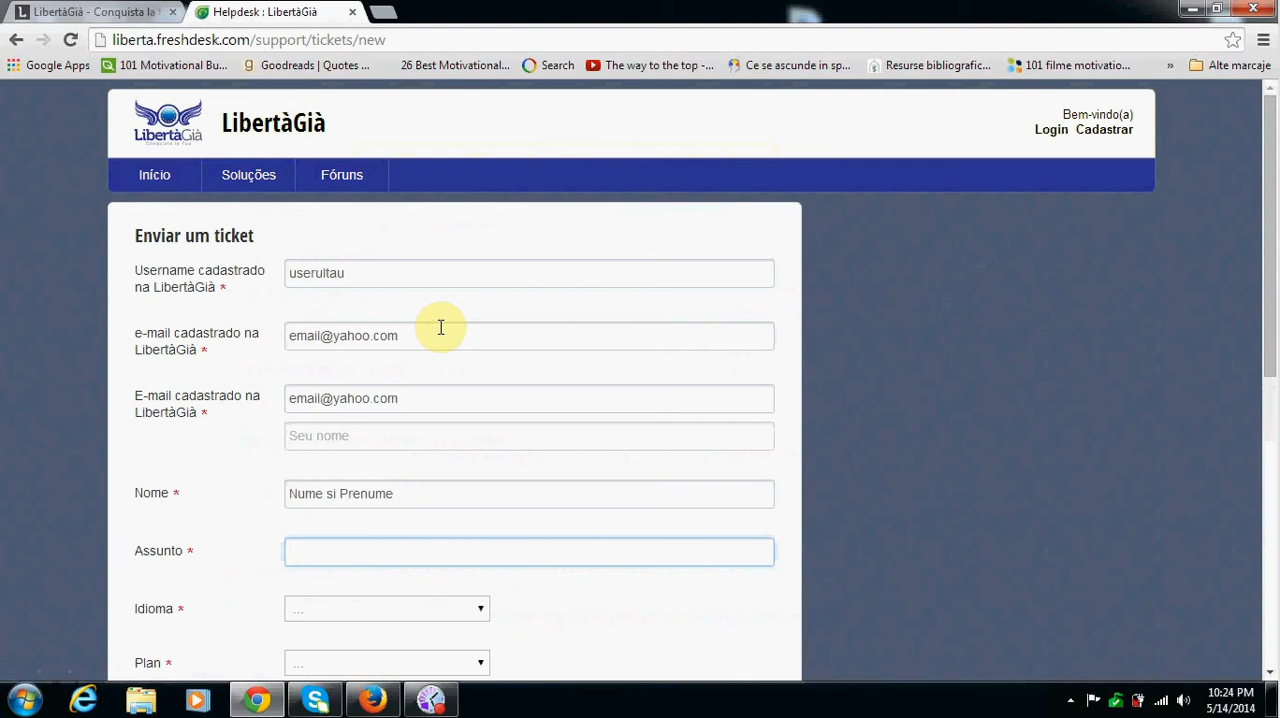 LibertàGià - Conquista la t
Helpdesk : LibertàGià
liberta.freshdesk.com/support/tickets/new
Google Apps
101 Motivational Bu...
Goodreads | Quotes ...
26 Best Motivational...
Search
The way to the top -...
Ce se ascunde in sp...
Resurse bibliografic...
101 filme motivatio...
»
Alte marcaje
LibertàGià
Conquista la Tua
LibertàGià
Bem-vindo(a)
Login Cadastrar
Início
Soluções
Fóruns
Enviar um ticket
Username cadastrado
na LibertàGià *
userultau
e-mail cadastrado na
LibertàGià *
email@yahoo.com
E-mail cadastrado na
LibertàGià *
email@yahoo.com
Seu nome
Nome *
Nume si Prenume
Assunto *
Idioma *
...
Plan *
...
10:24 PM
5/14/2014